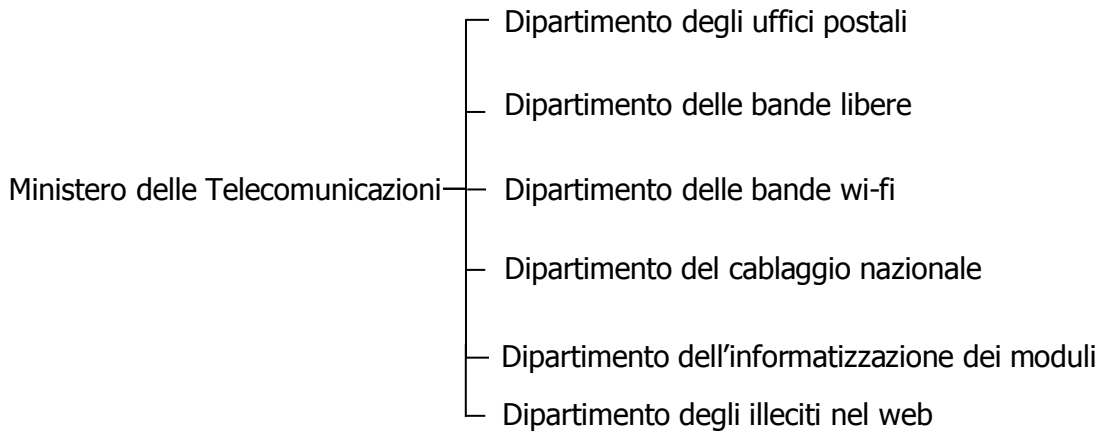 Dipartimento degli uffici postali
Dipartimento delle bande libere
Ministero delle Telecomunicazioni
Dipartimento delle bande wi-fi
Dipartimento del cablaggio nazionale
Dipartimento dell’informatizzazione dei moduli
Dipartimento degli illeciti nel web